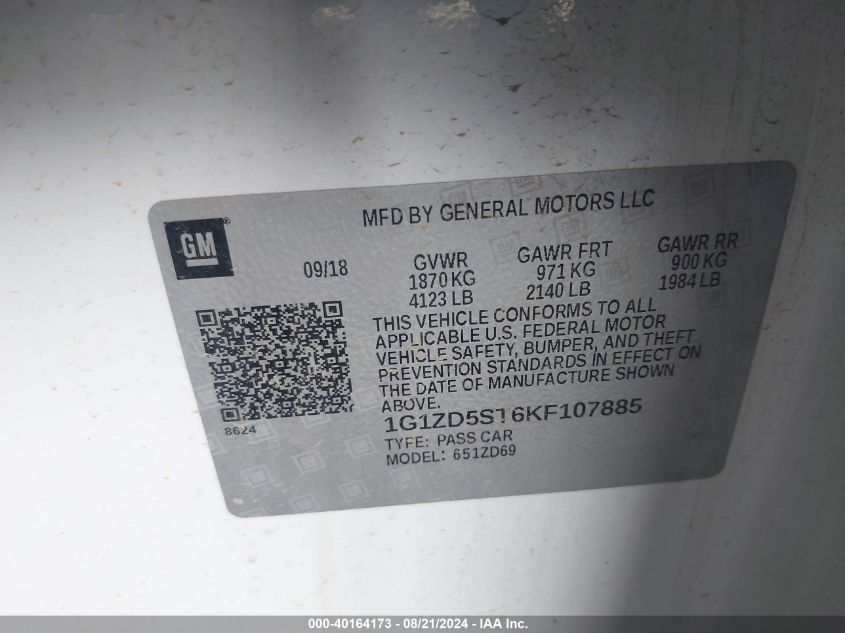 MFD BY GENERAL MOTORS LLC
GM
09/18
GVWR
1870 KG
4123 LB
GAWR FRT
971 KG
2140 LB
GAWR RR
900 KG
1984 LB
THIS VEHICLE CONFORMS TO ALL
APPLICABLE U.S. FEDERAL MOTOR
VEHICLE SAFETY, BUMPER, AND THEFT
PREVENTION STANDARDS IN EFFECT ON
THE DATE OF MANUFACTURE SHOWN
ABOVE.
8624
1G1ZD5ST6KF107885
TYPE: PASS CAR
MODEL: 651ZD69
000-40164173 - 08/21/2024 - IAA Inc.